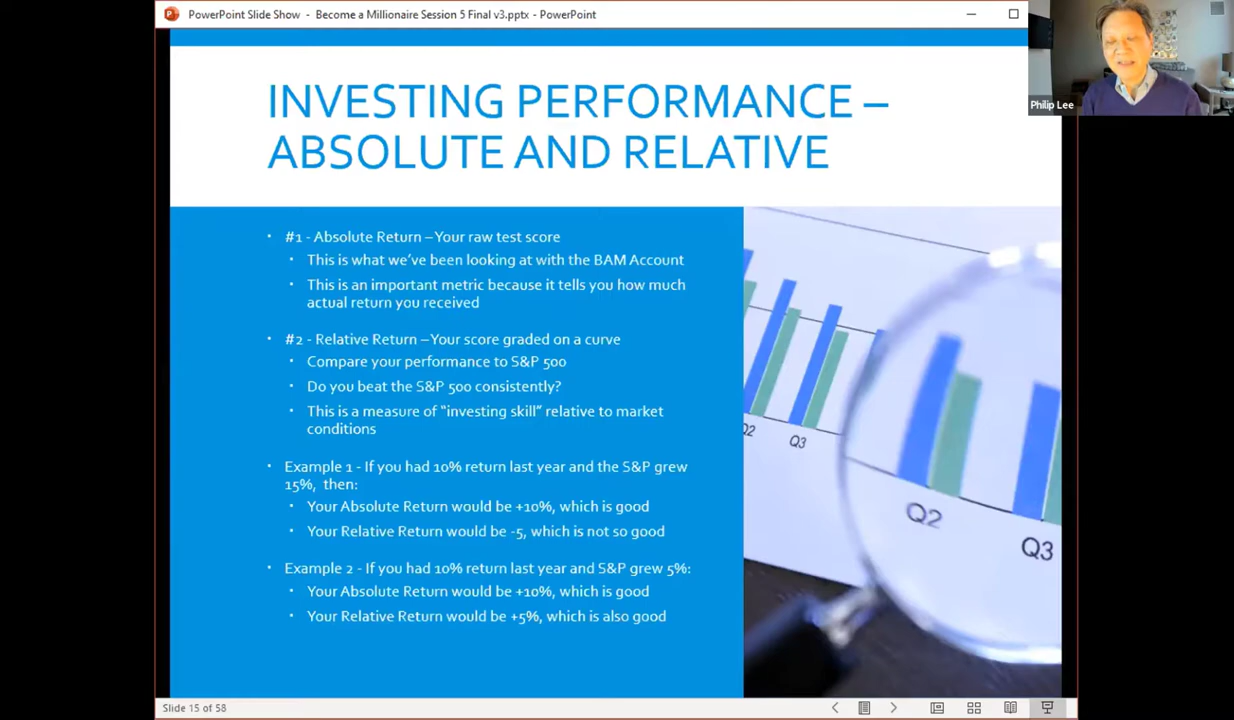 PowerPoint Slide Show - Become a Millionaire Session 5 Final v3.pptx - PowerPoint
Philip Lee
INVESTING PERFORMANCE –
ABSOLUTE AND RELATIVE
• #1 - Absolute Return – Your raw test score
• This is what we've been looking at with the BAM Account
• This is an important metric because it tells you how much
actual return you received
• #2 - Relative Return – Your score graded on a curve
• Compare your performance to S&P 500
• Do you beat the S&P 500 consistently?
• This is a measure of "investing skill" relative to market
conditions
• Example 1 - If you had 10% return last year and the S&P grew
15%, then:
• Your Absolute Return would be +10%, which is good
• Your Relative Return would be -5, which is not so good
• Example 2 - If you had 10% return last year and S&P grew 5%:
• Your Absolute Return would be +10%, which is good
• Your Relative Return would be +5%, which is also good
Q2
Q3
Q2
Q3
Slide 15 of 58